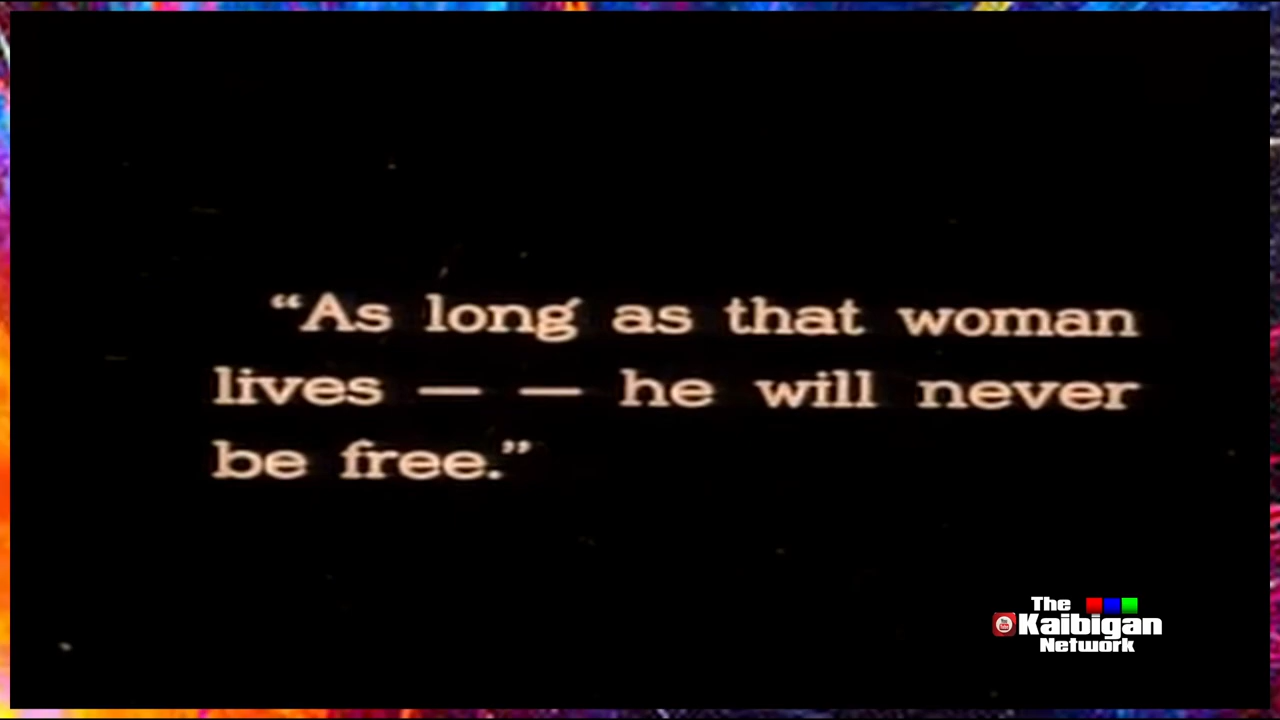 “As long as that woman
lives — — he will never
be free.”
The
Kaibigan
Network